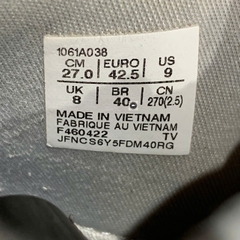 1061A038
CM EURO US
27.0 42.5 9
UK BR CN
8 40 270(2.5)
MADE IN VIETNAM
FABRIQUE AU VIETNAM
F460422 TV
JFNCS6Y5FDM40RG